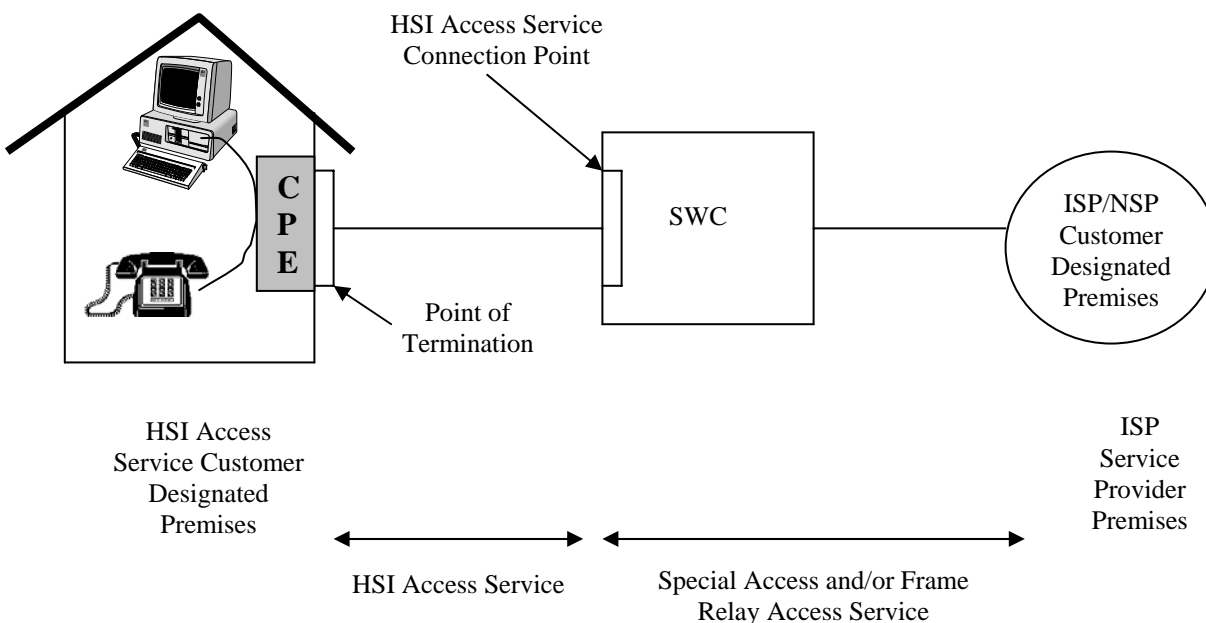 HSI Access Service
Connection Point
C
P
E
SWC
ISP/NSP
Customer
Designated
Premises
Point of
Termination
HSI Access
Service Customer
Designated
Premises
ISP
Service
Provider
Premises
HSI Access Service
Special Access and/or Frame
Relay Access Service